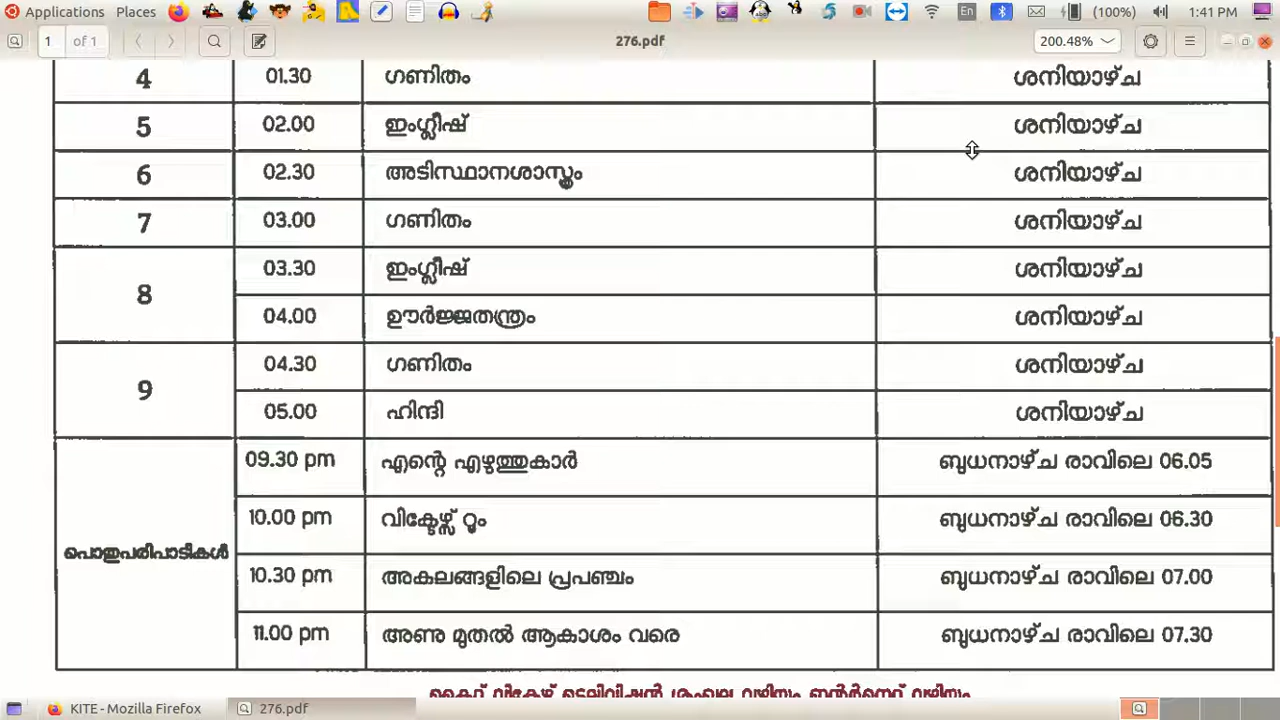 Applications Places En (100%) 1:41 PM
1 of 1 276.pdf 200.48%
4 01.30 ഗണിതം ശനിയാഴ്ച
5 02.00 ഇംഗ്ലീഷ് ശനിയാഴ്ച
6 02.30 അടിസ്ഥാനശാസ്ത്രം ശനിയാഴ്ച
7 03.00 ഗണിതം ശനിയാഴ്ച
8 03.30 ഇംഗ്ലീഷ് ശനിയാഴ്ച
04.00 ഊർജ്ജതന്ത്രം ശനിയാഴ്ച
9 04.30 ഗണിതം ശനിയാഴ്ച
05.00 ഹിന്ദി ശനിയാഴ്ച
പൊതുപരിപാടികൾ 09.30 pm എന്റെ എഴുത്തുകാർ ബുധനാഴ്ച രാവിലെ 06.05
10.00 pm വിക്ടേഴ്സ് റൂം ബുധനാഴ്ച രാവിലെ 06.30
10.30 pm അകലങ്ങളിലെ പ്രപഞ്ചം ബുധനാഴ്ച രാവിലെ 07.00
11.00 pm അണു മുതൽ ആകാശം വരെ ബുധനാഴ്ച രാവിലെ 07.30
KITE - Mozilla Firefox 276.pdf